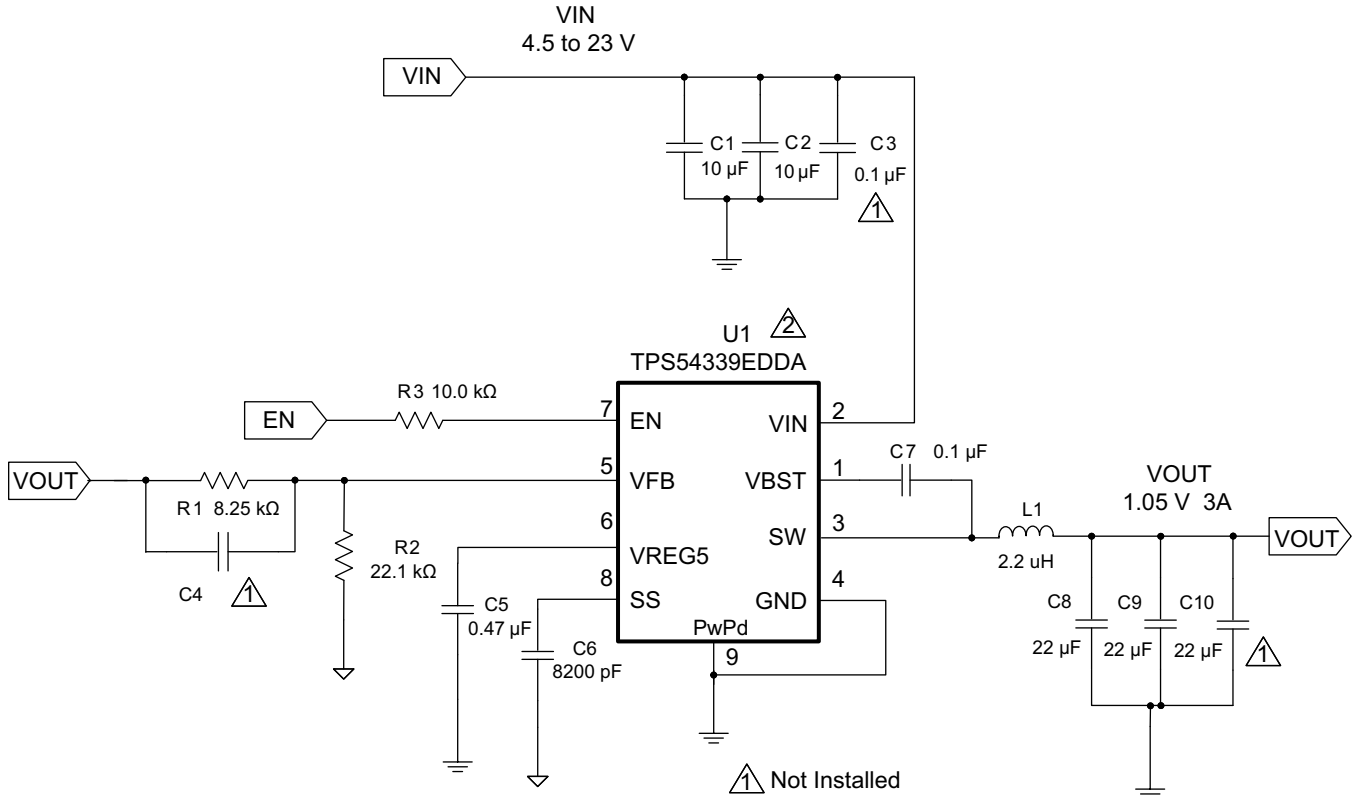 VIN
4.5 to 23 V
VIN
C1
10 µF
C2
10 µF
C3
0.1 µF
1
U1
2
TPS54339EDDA
EN
R3 10.0 kΩ
7
EN
VIN
2
VOUT
R1 8.25 kΩ
C4
1
R2
22.1 kΩ
5
VFB
VBST
1
C7
0.1 µF
6
VREG5
SW
3
L1
2.2 uH
VOUT
1.05 V 3A
VOUT
8
SS
GND
4
PwPd
9
C5
0.47 µF
C6
8200 pF
C8
22 µF
C9
22 µF
C10
22 µF
1
1 Not Installed